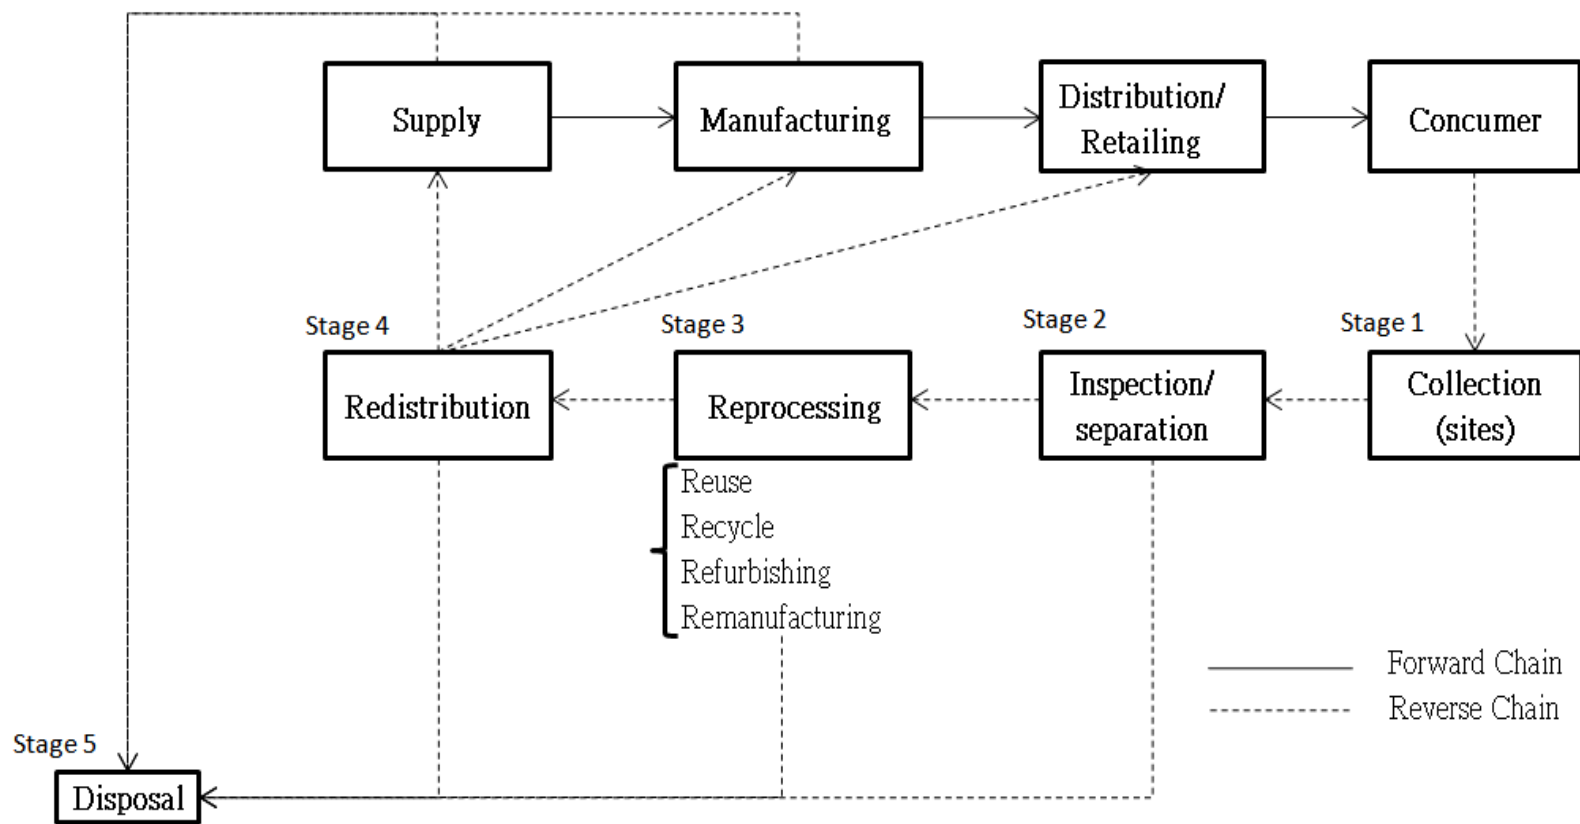 Supply
Manufacturing
Distribution/
Retailing
Concumer
Stage 4
Stage 3
Stage 2
Stage 1
Redistribution
Reprocessing
Inspection/
separation
Collection
(sites)
Reuse
Recycle
Refurbishing
Remanufacturing
Forward Chain
Reverse Chain
Stage 5
Disposal